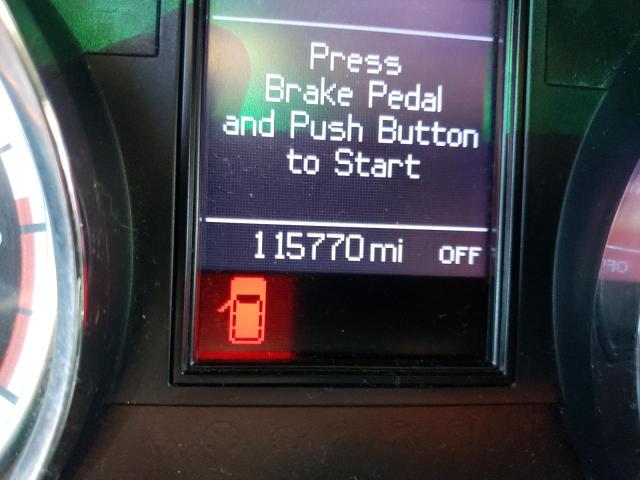 Press
Brake Pedal
and Push Button
to Start
115770 mi OFF